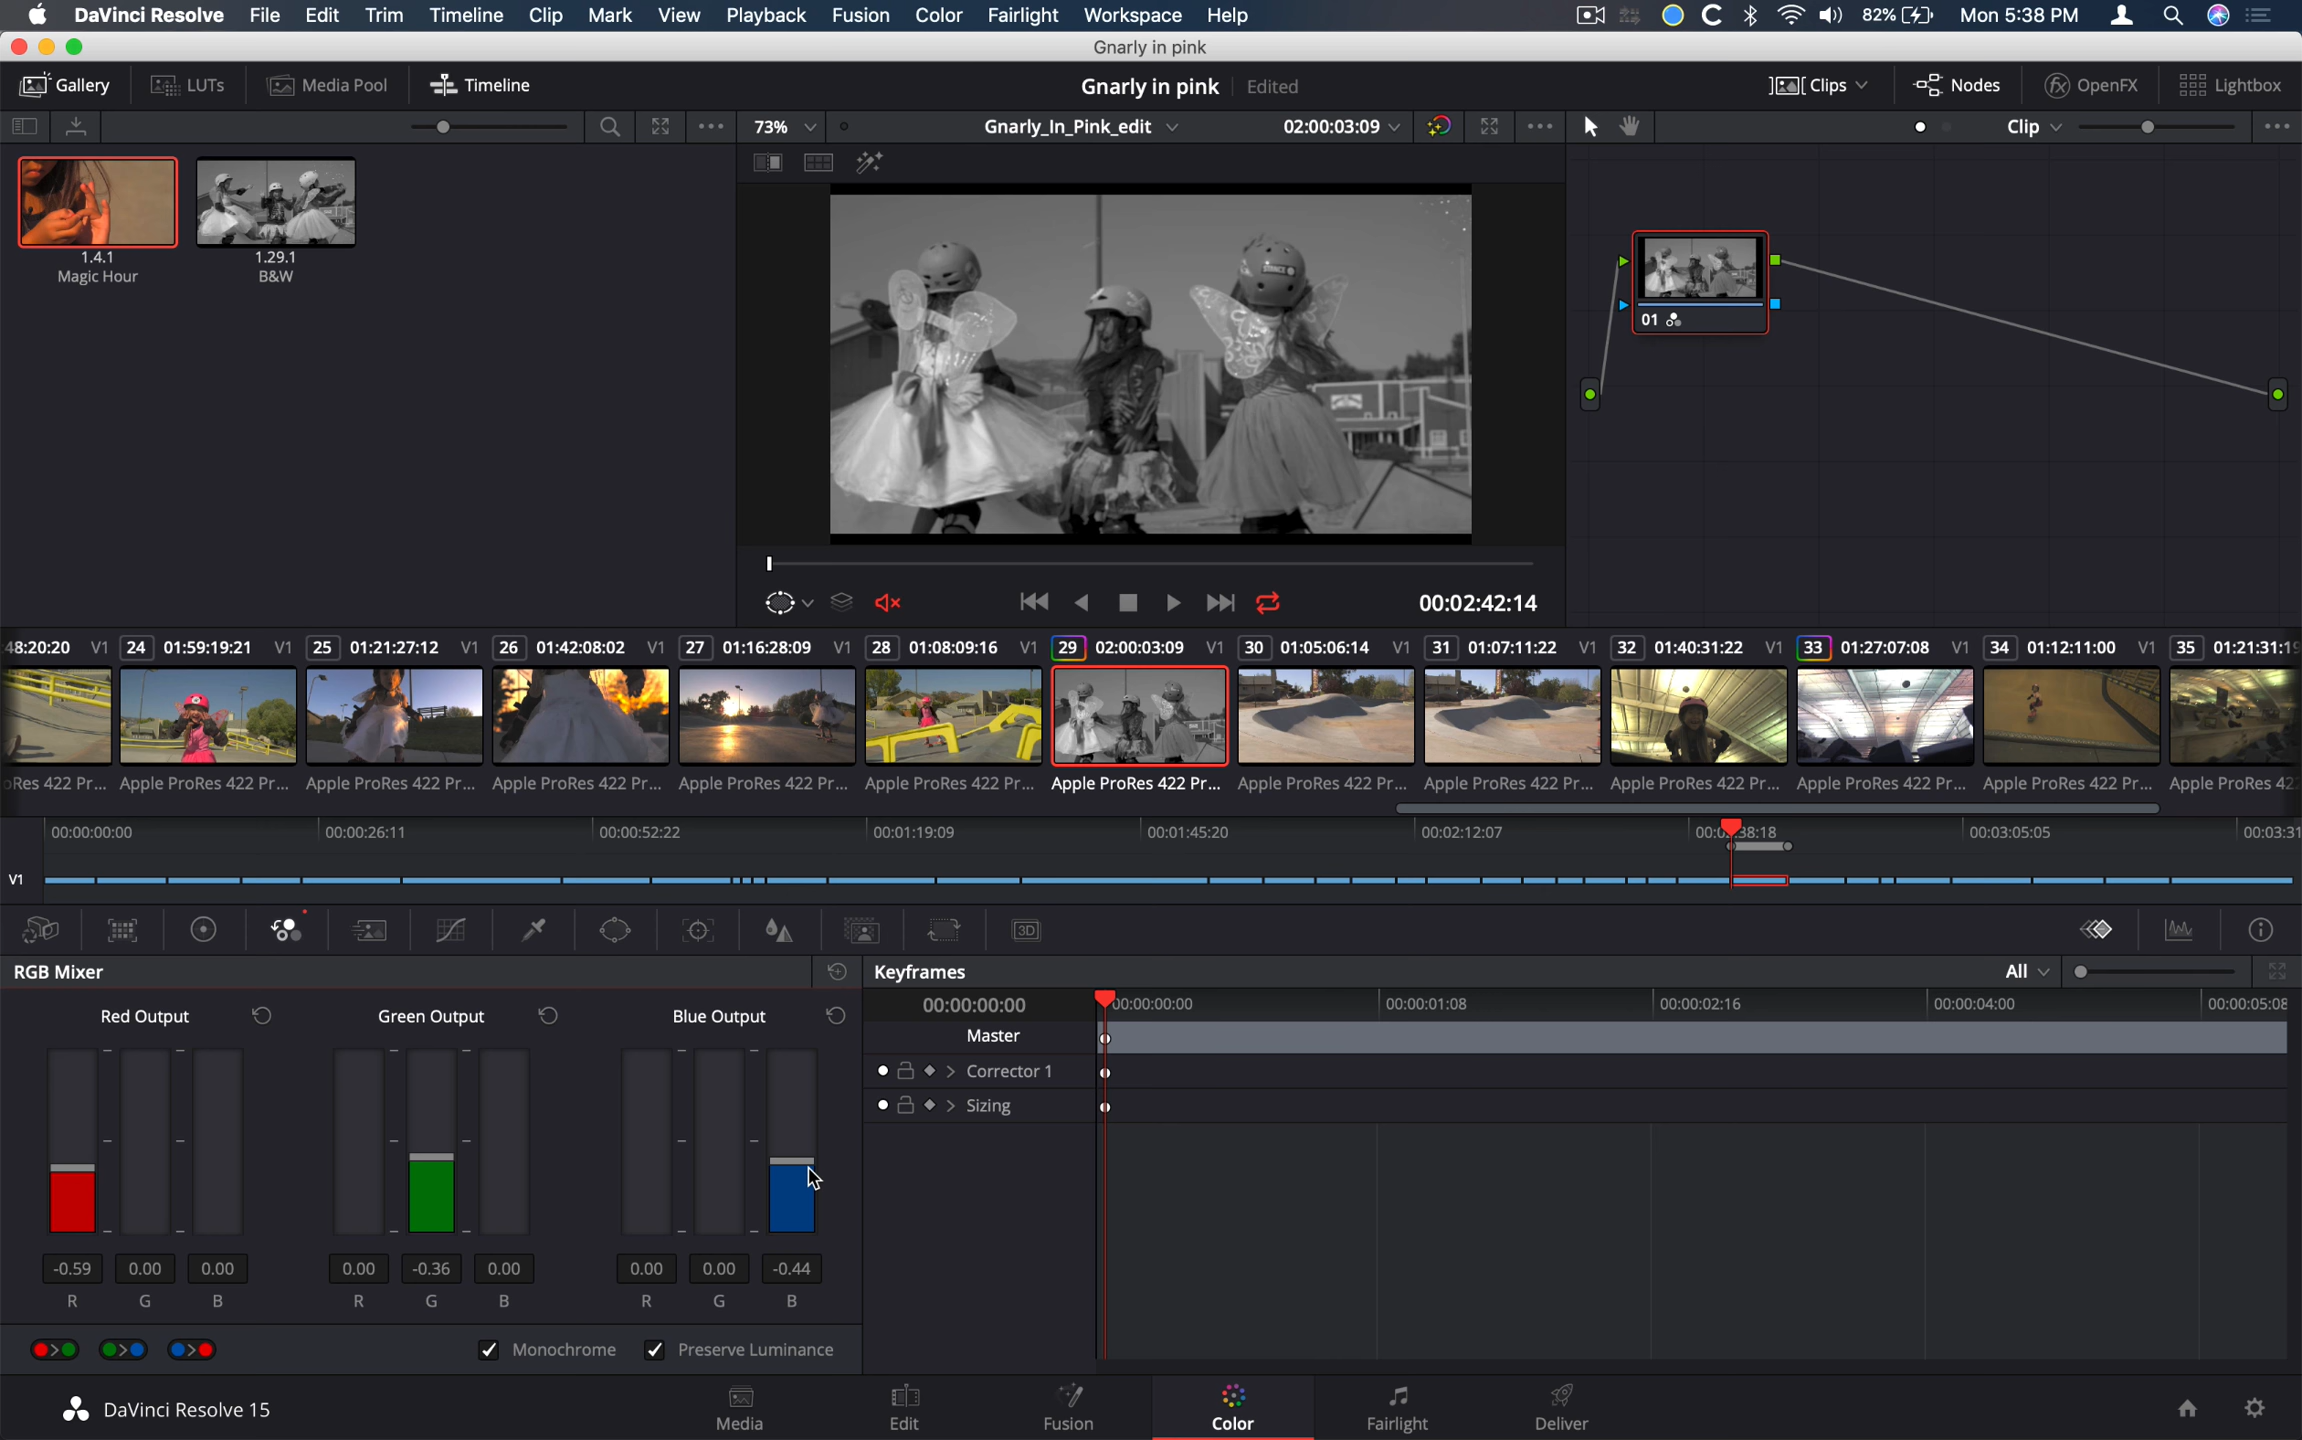 DaVinci Resolve File Edit Trim Timeline Clip Mark View Playback Fusion Color Fairlight Workspace Help 82% Mon 5:38 PM
Gnarly in pink
Gallery LUTs Media Pool Timeline Gnarly in pink Edited Clips Nodes OpenFX Lightbox
73% Gnarly_In_Pink_edit 02:00:03:09 Clip
1.4.1 1.29.1
Magic Hour B&W
01
00:02:42:14
48:20:20 V1 24 01:59:19:21 V1 25 01:21:27:12 V1 26 01:42:08:02 V1 27 01:16:28:09 V1 28 01:08:09:16 V1 29 02:00:03:09 V1 30 01:05:06:14 V1 31 01:07:11:22 V1 32 01:40:31:22 V1 33 01:27:07:08 V1 34 01:12:11:00 V1 35 01:21:31:19
oRes 422 Pr... Apple ProRes 422 Pr... Apple ProRes 422 Pr... Apple ProRes 422 Pr... Apple ProRes 422 Pr... Apple ProRes 422 Pr... Apple ProRes 422 Pr... Apple ProRes 422 Pr... Apple ProRes 422 Pr... Apple ProRes 422 Pr... Apple ProRes 422 Pr... Apple ProRes 422 Pr... Apple ProRes 42
00:00:00:00 00:00:26:11 00:00:52:22 00:01:19:09 00:01:45:20 00:02:12:07 00:02:38:18 00:03:05:05 00:03:31
V1
3D
RGB Mixer Keyframes All
Red Output Green Output Blue Output 00:00:00:00 00:00:00:00 00:00:01:08 00:00:02:16 00:00:04:00 00:00:05:08
Master
Corrector 1
Sizing
-0.59 0.00 0.00 0.00 -0.36 0.00 0.00 0.00 -0.44
R G B R G B R G B
Monochrome Preserve Luminance
DaVinci Resolve 15 Media Edit Fusion Color Fairlight Deliver